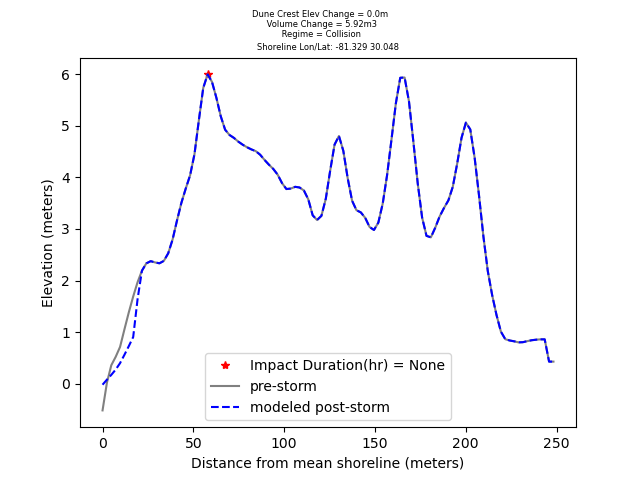 Dune Crest Elev Change = 0.0m
Volume Change = 5.92m3
Regime = Collision
Shoreline Lon/Lat: -81.329 30.048
6
5
4
3
2
1
0
Elevation (meters)
Impact Duration(hr) = None
pre-storm
modeled post-storm
0 50 100 150 200 250
Distance from mean shoreline (meters)